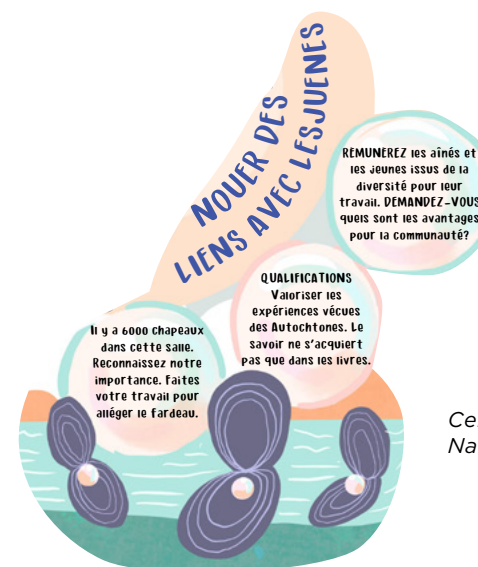 NOUER DES
LIENS AVEC LESJUENES
RÉMUNÉREZ les aînés et
les jeunes issus de la
diversité pour leur
travail. DEMANDEZ-VOUS
quels sont les avantages
pour la communauté?
QUALIFICATIONS
Valoriser les
expériences vécues
des Autochtones. Le
savoir ne s'acquiert
pas que dans les livres.
Il y a 6000 chapeaux
dans cette salle.
Reconnaissez notre
importance. Faites
votre travail pour
alléger le fardeau.